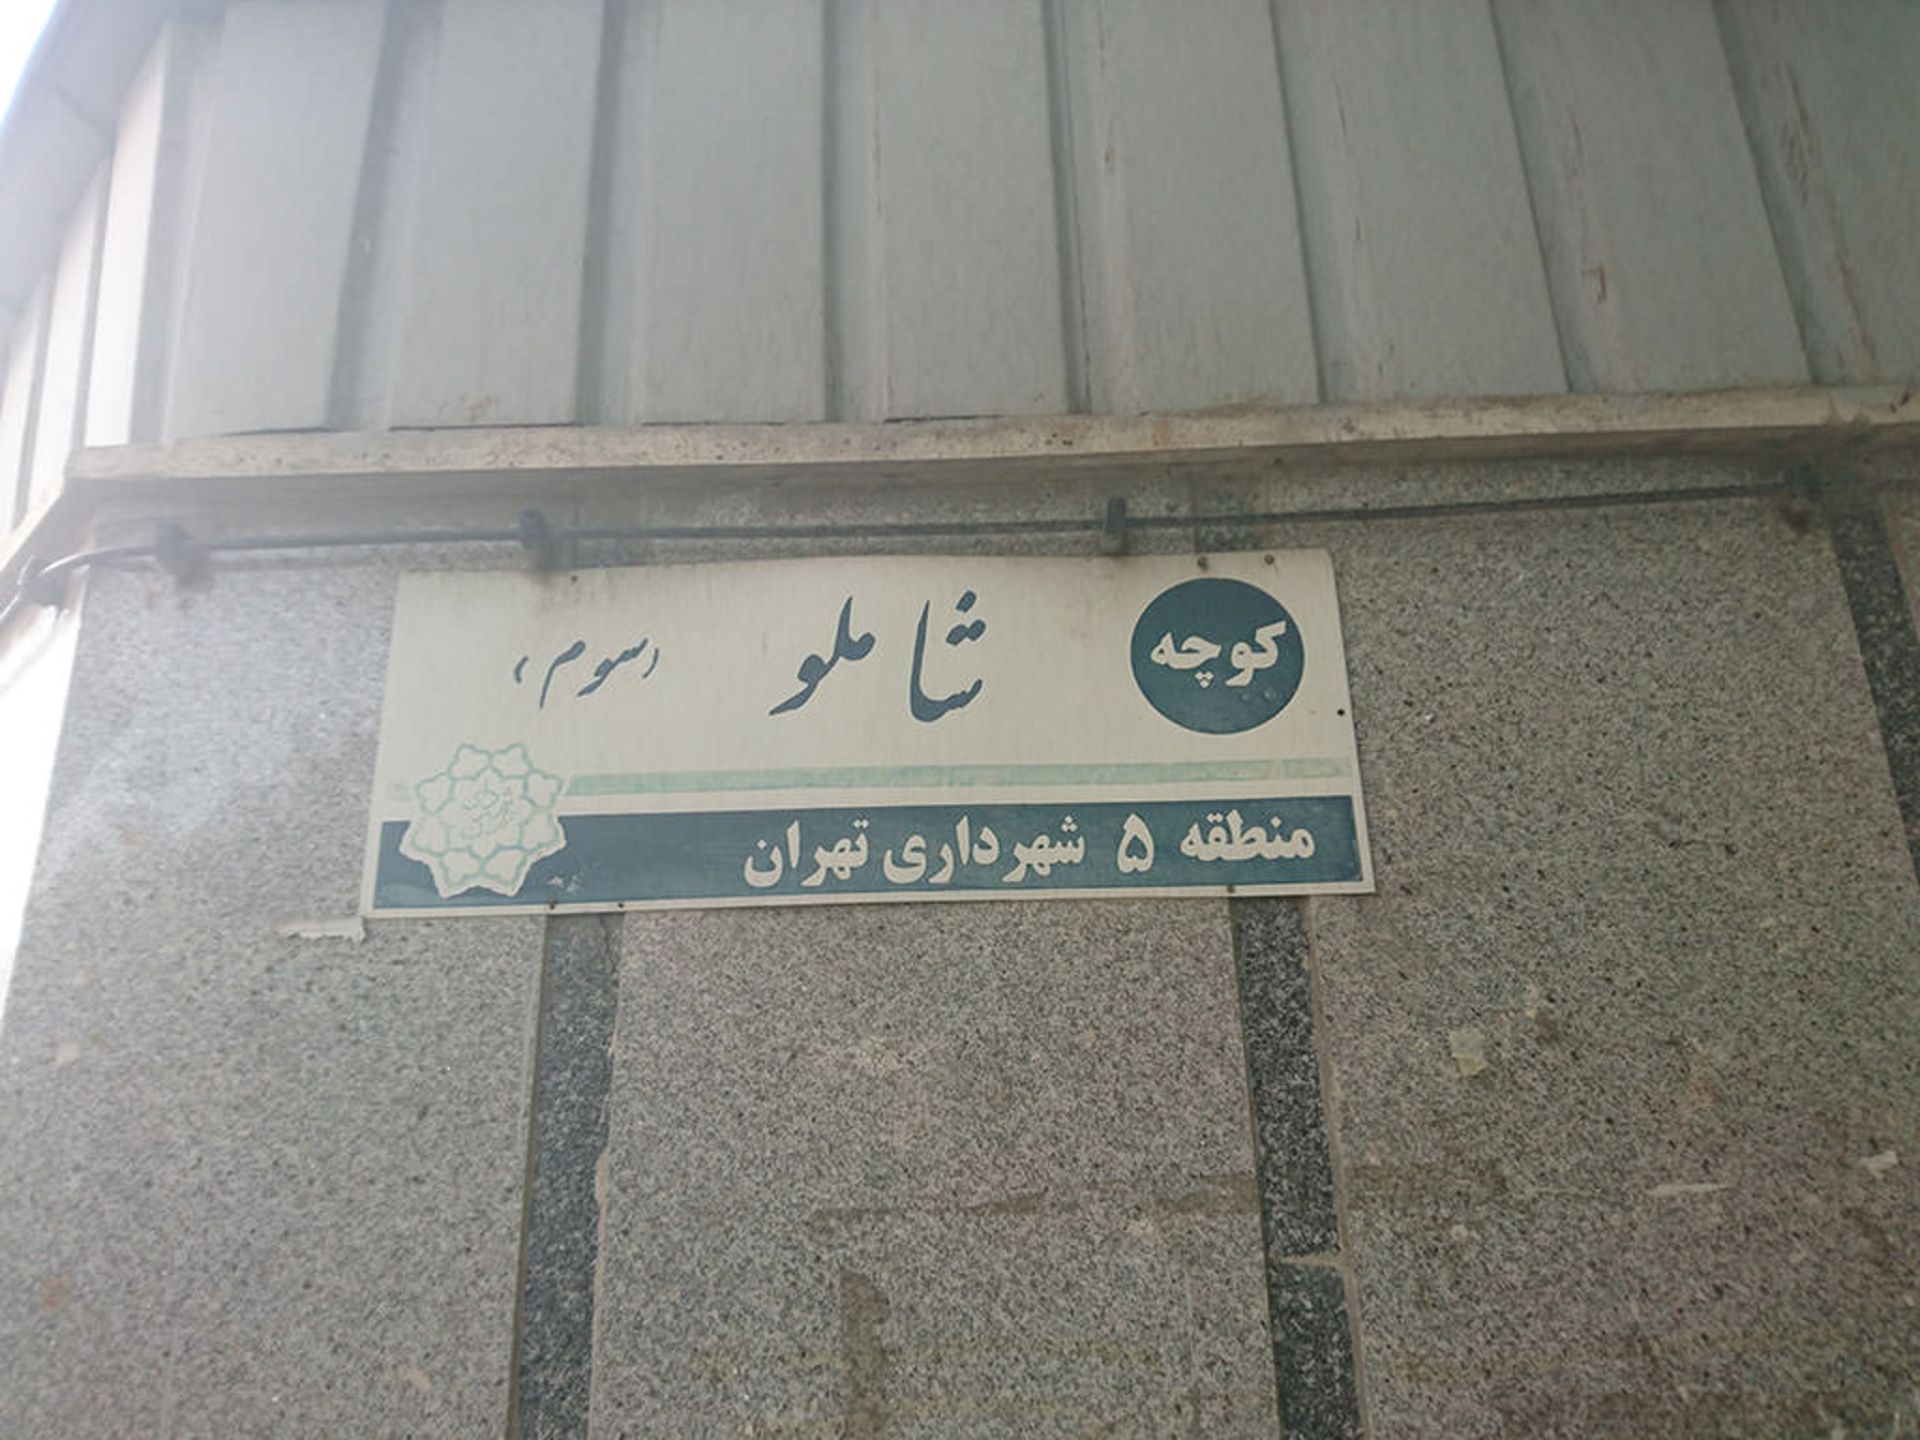 کوچه شاملو (سوم)
منطقه ۵ شهرداری تهران